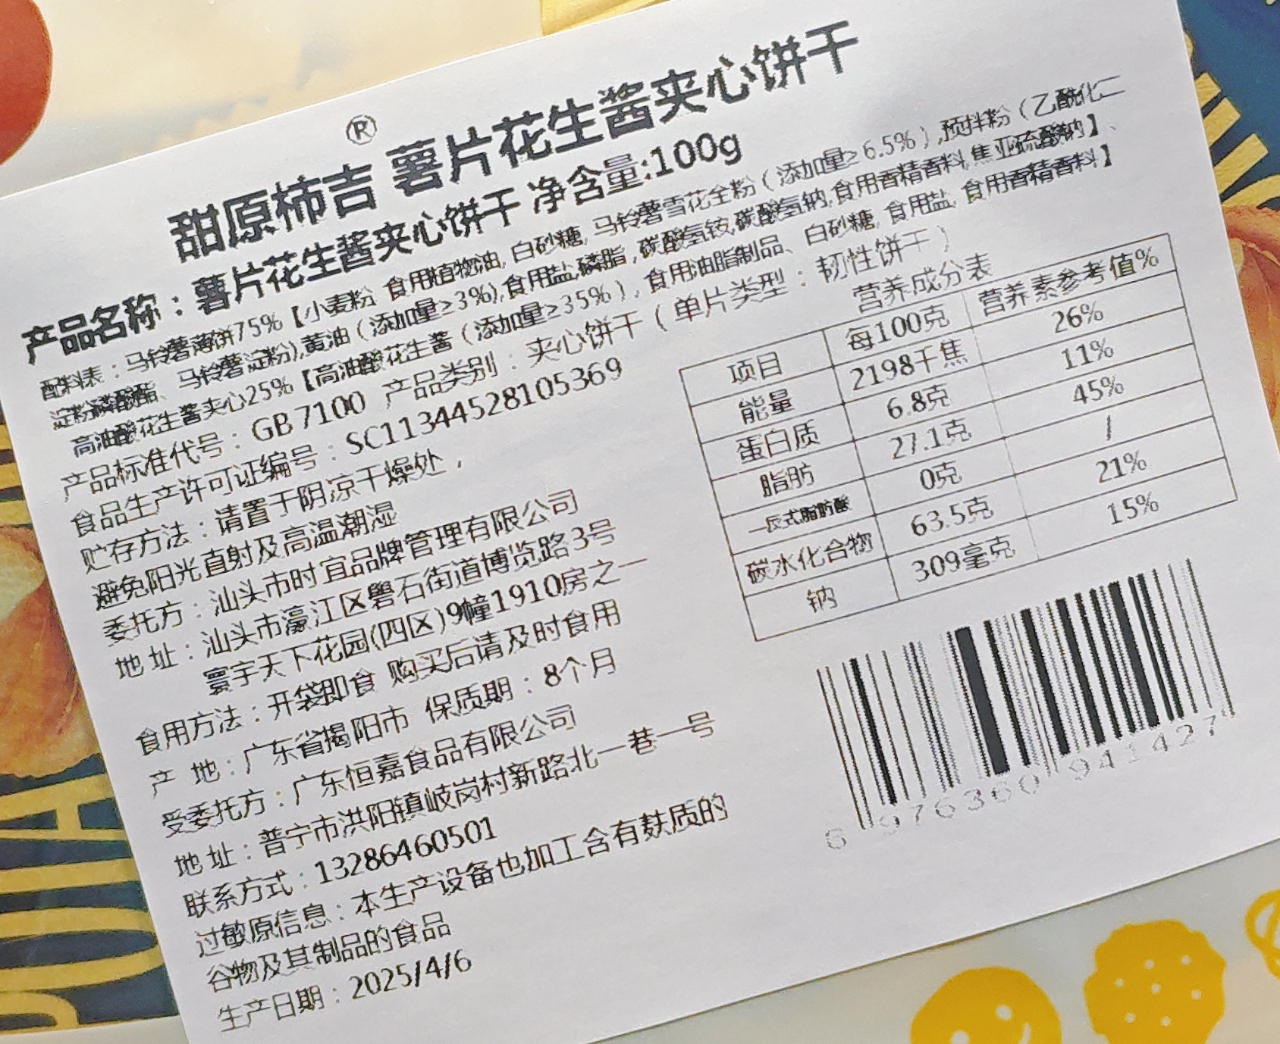 ®
甜原柿吉 薯片花生酱夹心饼干
产品名称：薯片花生酱夹心饼干 净含量:100g
配料表：马铃薯薄饼75%【小麦粉 食用植物油, 白砂糖, 马铃薯雪花全粉（添加量≥6.5%）,预拌粉（乙酰化二
淀粉磷酸酯、马铃薯淀粉),黄油（添加量≥3%),食用盐,磷脂,碳酸氢铵,碳酸氢钠,食用香精香料,焦亚硫酸钠】、
高油酸花生酱夹心25%【高油酸花生酱（添加量≥35%）, 食用油脂制品、白砂糖, 食用盐, 食用香精香料】
产品标准代号：GB 7100 产品类别：夹心饼干（单片类型：韧性饼干）
食品生产许可证编号：SC11344528105369
贮存方法：请置于阴凉干燥处，
避免阳光直射及高温潮湿
委托方：汕头市时宜品牌管理有限公司
地 址：汕头市濠江区礐石街道博览路3号
寰宇天下花园(四区)9幢1910房之一
食用方法：开袋即食 购买后请及时食用
产 地：广东省揭阳市 保质期：8个月
受委托方：广东恒嘉食品有限公司
地 址：普宁市洪阳镇岐岗村新路北一巷一号
联系方式：13286460501
过敏原信息：本生产设备也加工含有麸质的
谷物及其制品的食品
生产日期：2025/4/6
营养成分表
项目 每100克 营养素参考值%
能量 2198千焦 26%
蛋白质 6.8克 11%
脂肪 27.1克 45%
—反式脂肪酸 0克 /
碳水化合物 63.5克 21%
钠 309毫克 15%
6 976360 941427